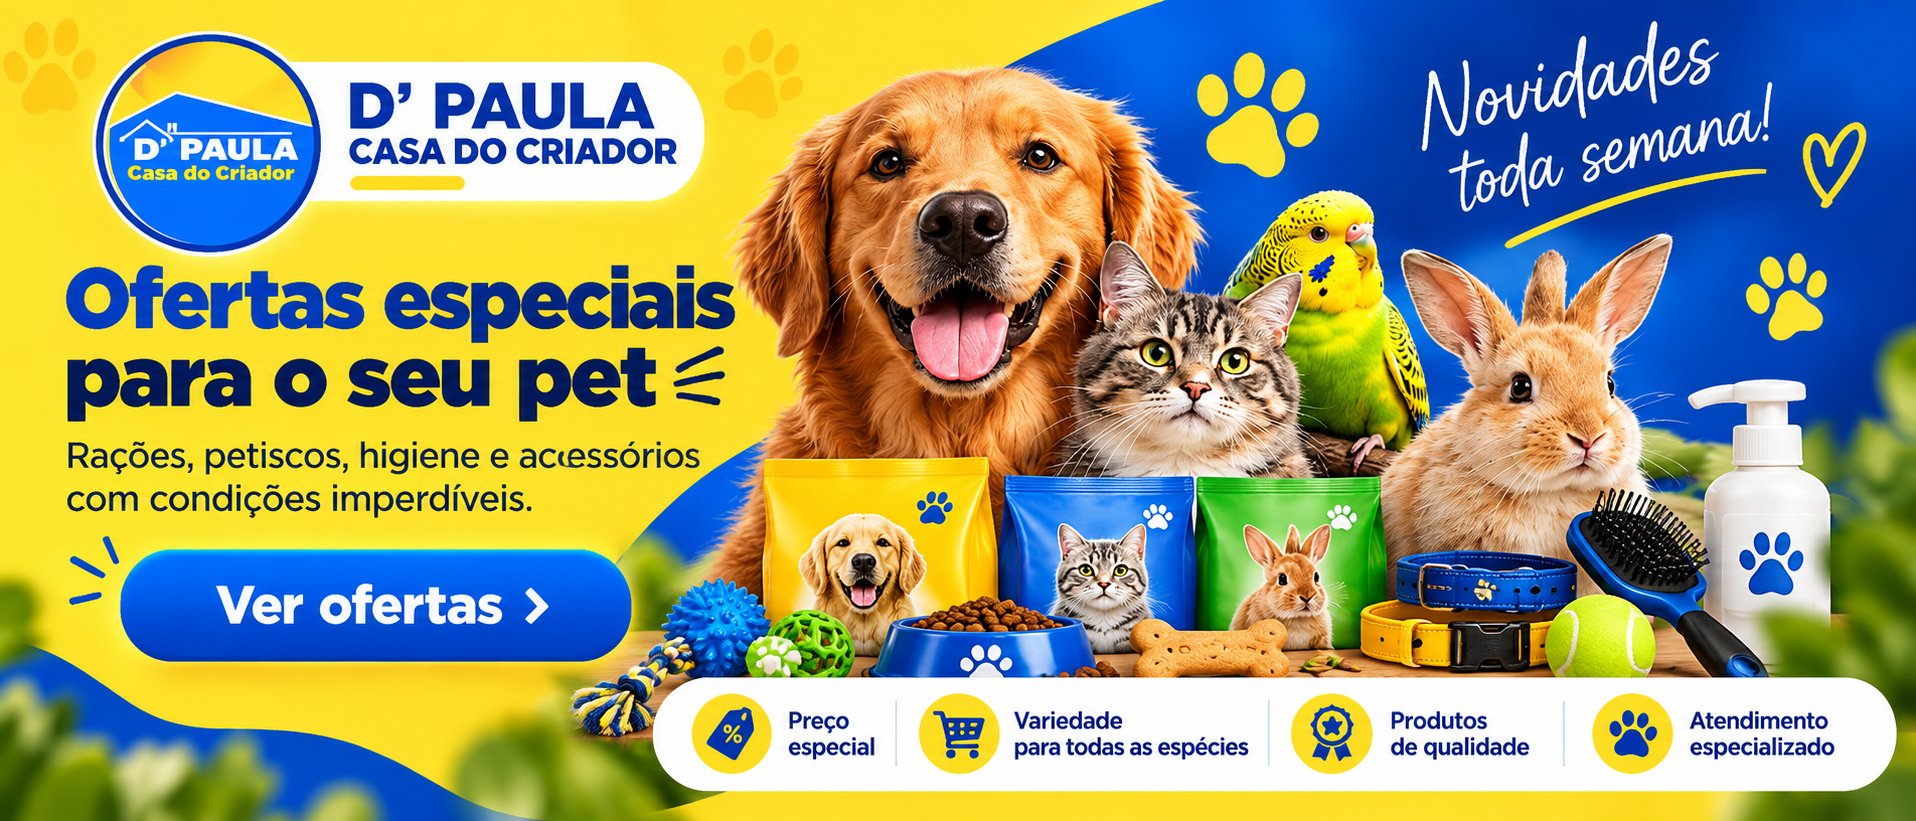 D'' PAULA
Casa do Criador
D' PAULA
CASA DO CRIADOR
Novidades
toda semana!
Ofertas especiais
para o seu pet
Rações, petiscos, higiene e acessórios
com condições imperdíveis.
Ver ofertas
%
Preço
especial
Variedade
para todas as espécies
Produtos
de qualidade
Atendimento
especializado